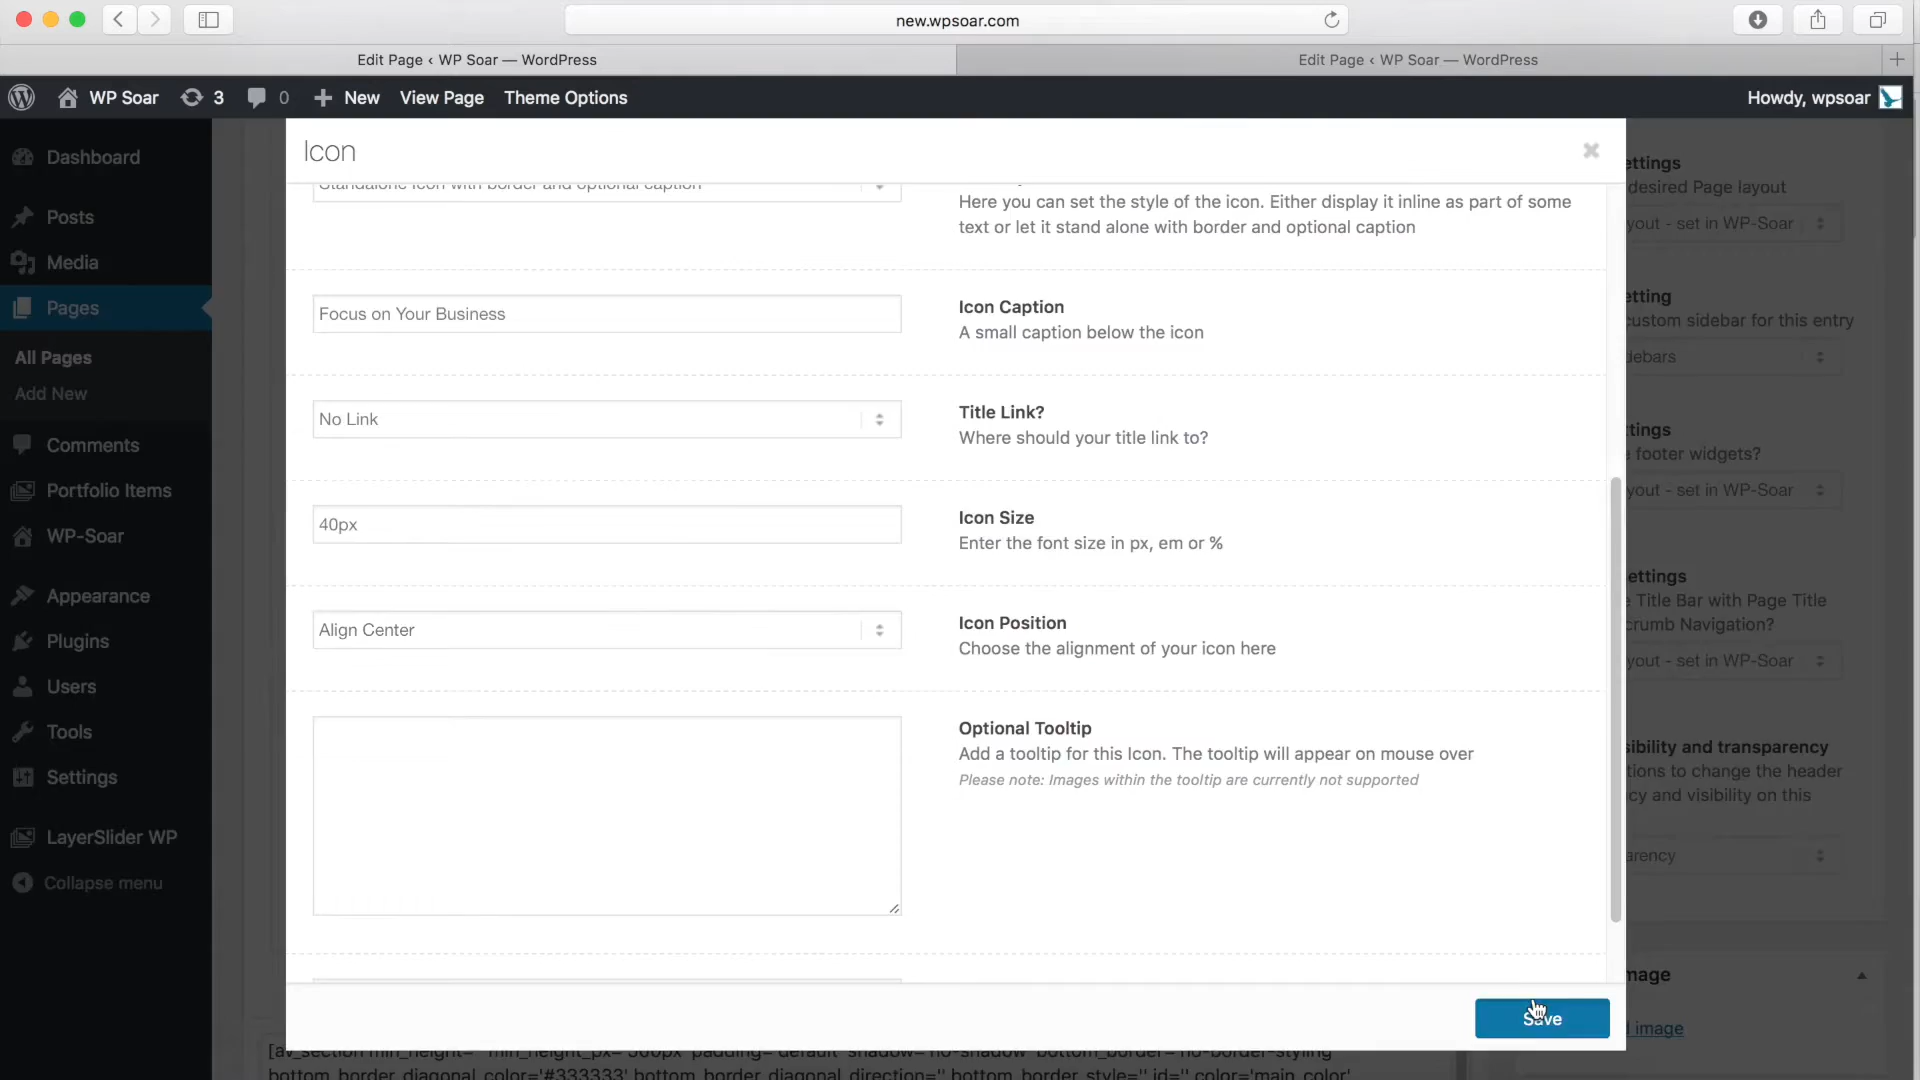 new.wpsoar.com
Edit Page ‹ WP Soar — WordPress
Edit Page ‹ WP Soar — WordPress
WP Soar 3 0 New View Page Theme Options
Howdy, wpsoar
Dashboard
Posts
Media
Pages
All Pages
Add New
Comments
Portfolio Items
WP-Soar
Appearance
Plugins
Users
Tools
Settings
LayerSlider WP
Collapse menu
Icon
Standalone Icon with border and optional caption
Here you can set the style of the icon. Either display it inline as part of some
text or let it stand alone with border and optional caption
Focus on Your Business
Icon Caption
A small caption below the icon
No Link
Title Link?
Where should your title link to?
40px
Icon Size
Enter the font size in px, em or %
Align Center
Icon Position
Choose the alignment of your icon here
Optional Tooltip
Add a tooltip for this Icon. The tooltip will appear on mouse over
Please note: Images within the tooltip are currently not supported
Save
ettings
desired Page layout
yout - set in WP-Soar
etting
custom sidebar for this entry
debars
ttings
footer widgets?
yout - set in WP-Soar
ettings
Title Bar with Page Title
crumb Navigation?
yout - set in WP-Soar
sibility and transparency
tions to change the header
cy and visibility on this
arency
mage
image
[av_section min_height='' min_height_px='500px' padding='default' shadow='no-shadow' bottom_border='no-border-styling'
bottom_border_diagonal_color='#333333' bottom_border_diagonal_direction='' bottom_border_style='' id='' color='main_color'